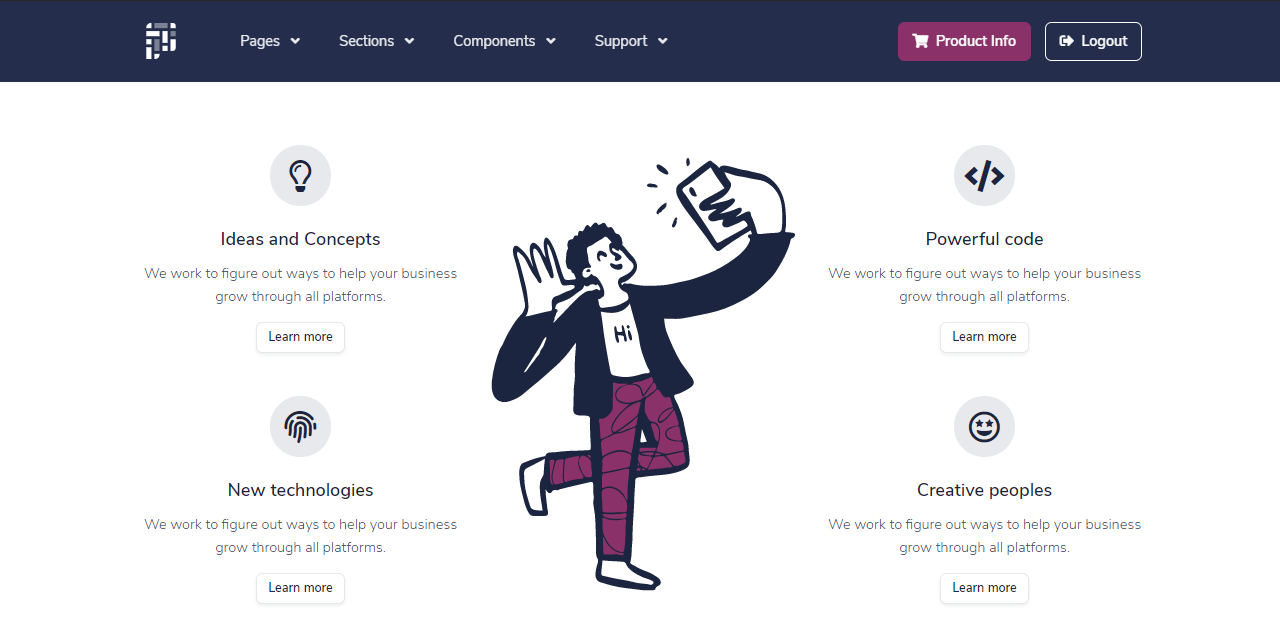 Pages
Sections
Components
Support
Product Info
Logout
Ideas and Concepts
We work to figure out ways to help your business
grow through all platforms.
Learn more
New technologies
We work to figure out ways to help your business
grow through all platforms.
Learn more
Hi
Powerful code
We work to figure out ways to help your business
grow through all platforms.
Learn more
Creative peoples
We work to figure out ways to help your business
grow through all platforms.
Learn more